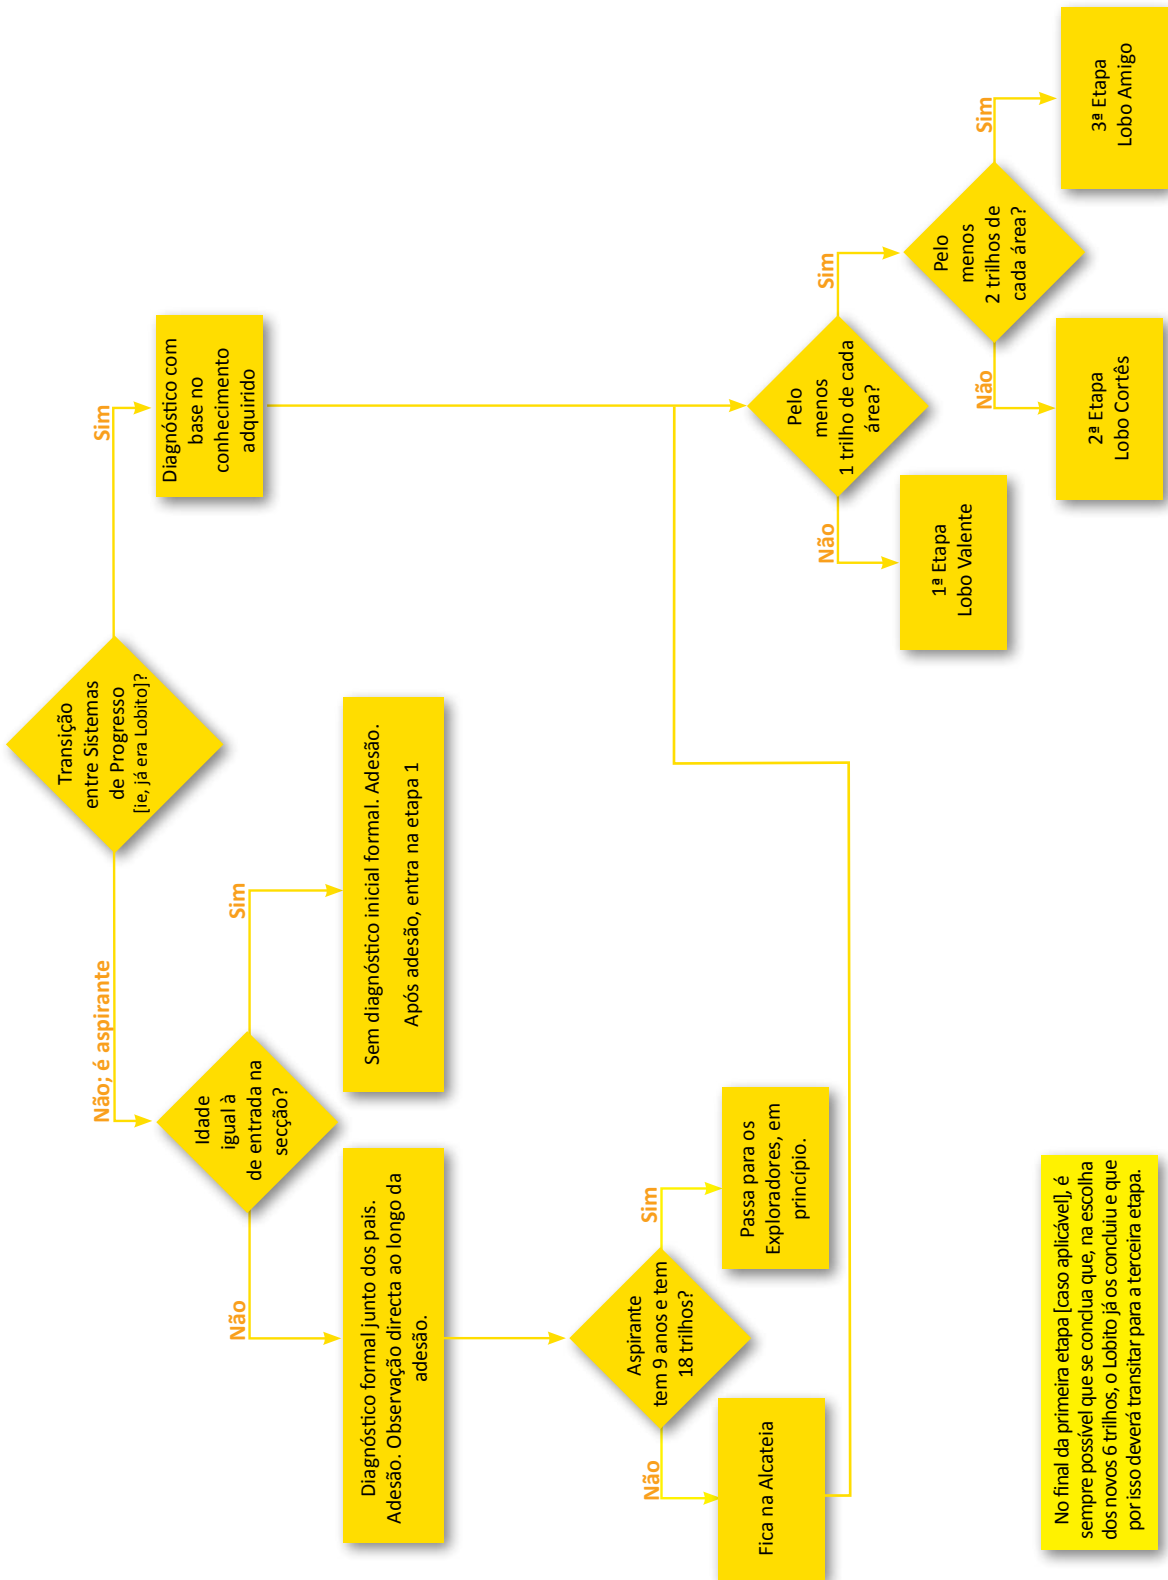 Transição
entre Sistemas
de Progresso
[ie, já era Lobito]?
Não; é aspirante
Sim
Idade
igual à
de entrada na
secção?
Diagnóstico com
base no
conhecimento
adquirido
Não
Sim
Diagnóstico formal junto dos pais.
Adesão. Observação directa ao longo da
adesão.
Sem diagnóstico inicial formal. Adesão.
Após adesão, entra na etapa 1
Aspirante
tem 9 anos e tem
18 trilhos?
Não
Sim
Fica na Alcateia
Passa para os
Exploradores, em
princípio.
Pelo
menos
1 trilho de cada
área?
Não
Sim
1ª Etapa
Lobo Valente
Pelo
menos
2 trilhos de
cada área?
Não
Sim
2ª Etapa
Lobo Cortês
3ª Etapa
Lobo Amigo
No final da primeira etapa [caso aplicável], é
sempre possível que se conclua que, na escolha
dos novos 6 trilhos, o Lobito já os concluiu e que
por isso deverá transitar para a terceira etapa.